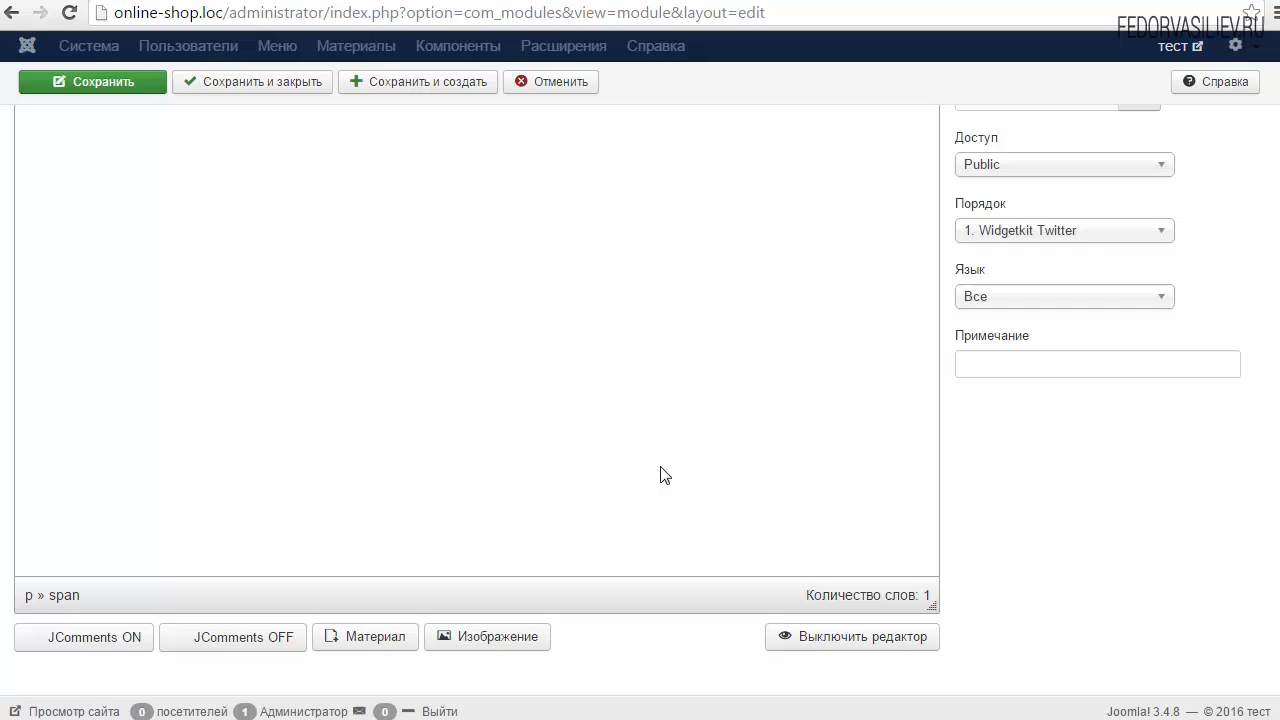 online-shop.loc/administrator/index.php?option=com_modules&view=module&layout=edit
FEDORVASILIEV.RU
Система Пользователи Меню Материалы Компоненты Расширения Справка тест
Сохранить Сохранить и закрыть Сохранить и создать Отменить Справка
Доступ
Public
Порядок
1. Widgetkit Twitter
Язык
Все
Примечание
p » span Количество слов: 1
JComments ON JComments OFF Материал Изображение Выключить редактор
Просмотр сайта 0 посетителей 1 Администратор 0 Выйти Joomla! 3.4.8 — © 2016 тест